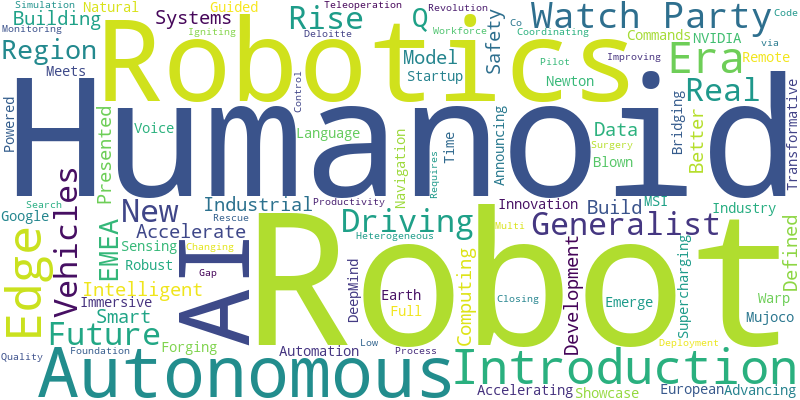 Simulation
Natural
Guided
Teleoperation
Revolution
Code
Building
Systems
Igniting
Rise
Deloitte
Q
Workforce
Co
Coordinating
Watch Party
via
Monitoring
Region
Meets
Robotics
Model
Startup
Safety
Pilot
Improving
Commands
NVIDIA
Era
Remote
Newton
Real
Powered
Humanoid
Voice
Control
Language
Navigation
Requires
Time
Announcing
Data
Blown
Surgery
Bridging
Better
Transformative
Presented
Vehicles
Search
Google
New
Industrial
Rescue
Productivity
Driving
Innovation
Generalist
Build
MSI
Industry
Edge
EMEA
Accelerate
Sensing
Changing
Robust
Gap
AI
Robot
Heterogeneous
Multi
Defined
Intelligent
Immersive
Smart
DeepMind
Earth
Full
Computing
Closing
Development
Emerge
Supercharging
Warp
Mujoco
Future
Forging
Automation
Low
Process
Deployment
Quality
Foundation
Autonomous
Introduction
Accelerating
Showcase
European
Advancing